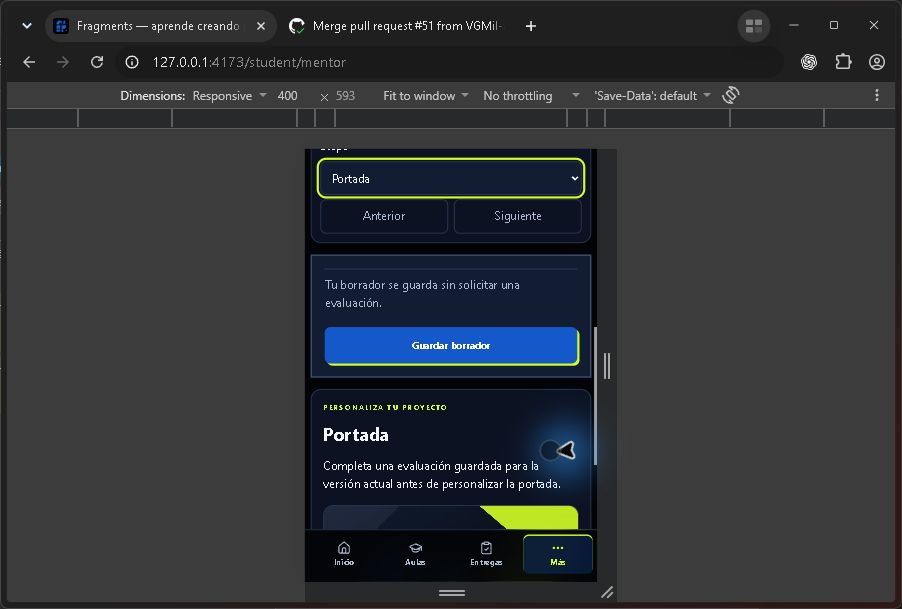 Fragments — aprende creando
Merge pull request #51 from VGMil-
127.0.0.1:4173/student/mentor
Dimensions: Responsive 400 × 593 Fit to window No throttling 'Save-Data': default
Portada
Anterior Siguiente
Tu borrador se guarda sin solicitar una
evaluación.
Guardar borrador
PERSONALIZA TU PROYECTO
Portada
Completa una evaluación guardada para la
versión actual antes de personalizar la portada.
Inicio Aulas Entregas Más